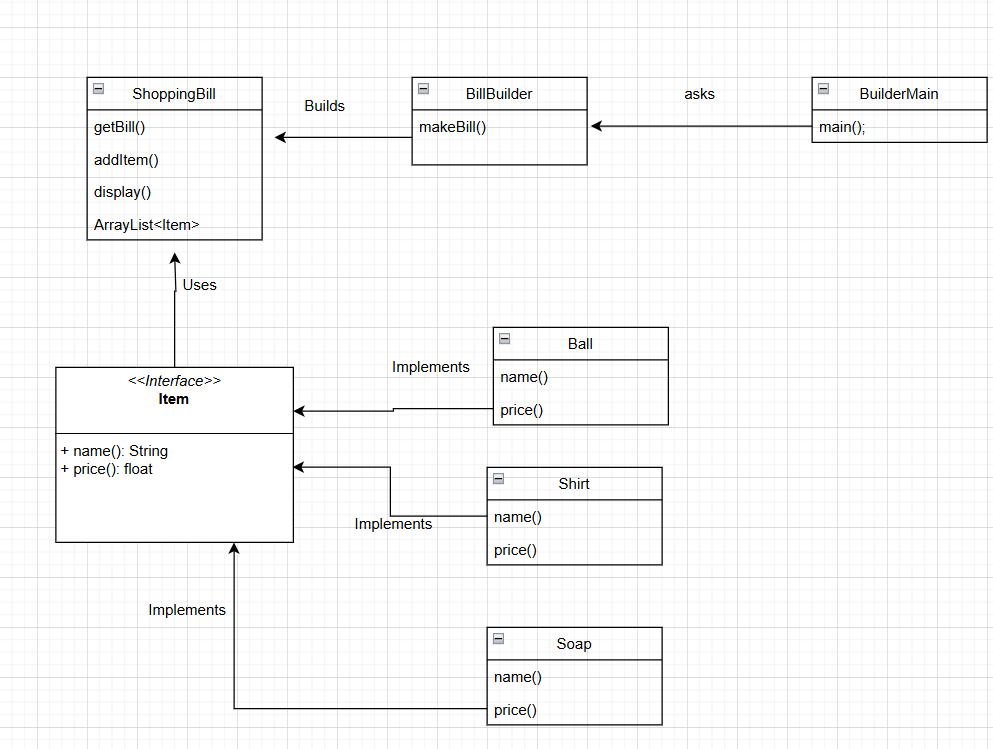 ShoppingBill
getBill()
addItem()
display()
ArrayList<Item>
Builds
BillBuilder
makeBill()
asks
BuilderMain
main();
Uses
<<Interface>>
Item
+ name(): String
+ price(): float
Implements
Ball
name()
price()
Implements
Shirt
name()
price()
Implements
Soap
name()
price()